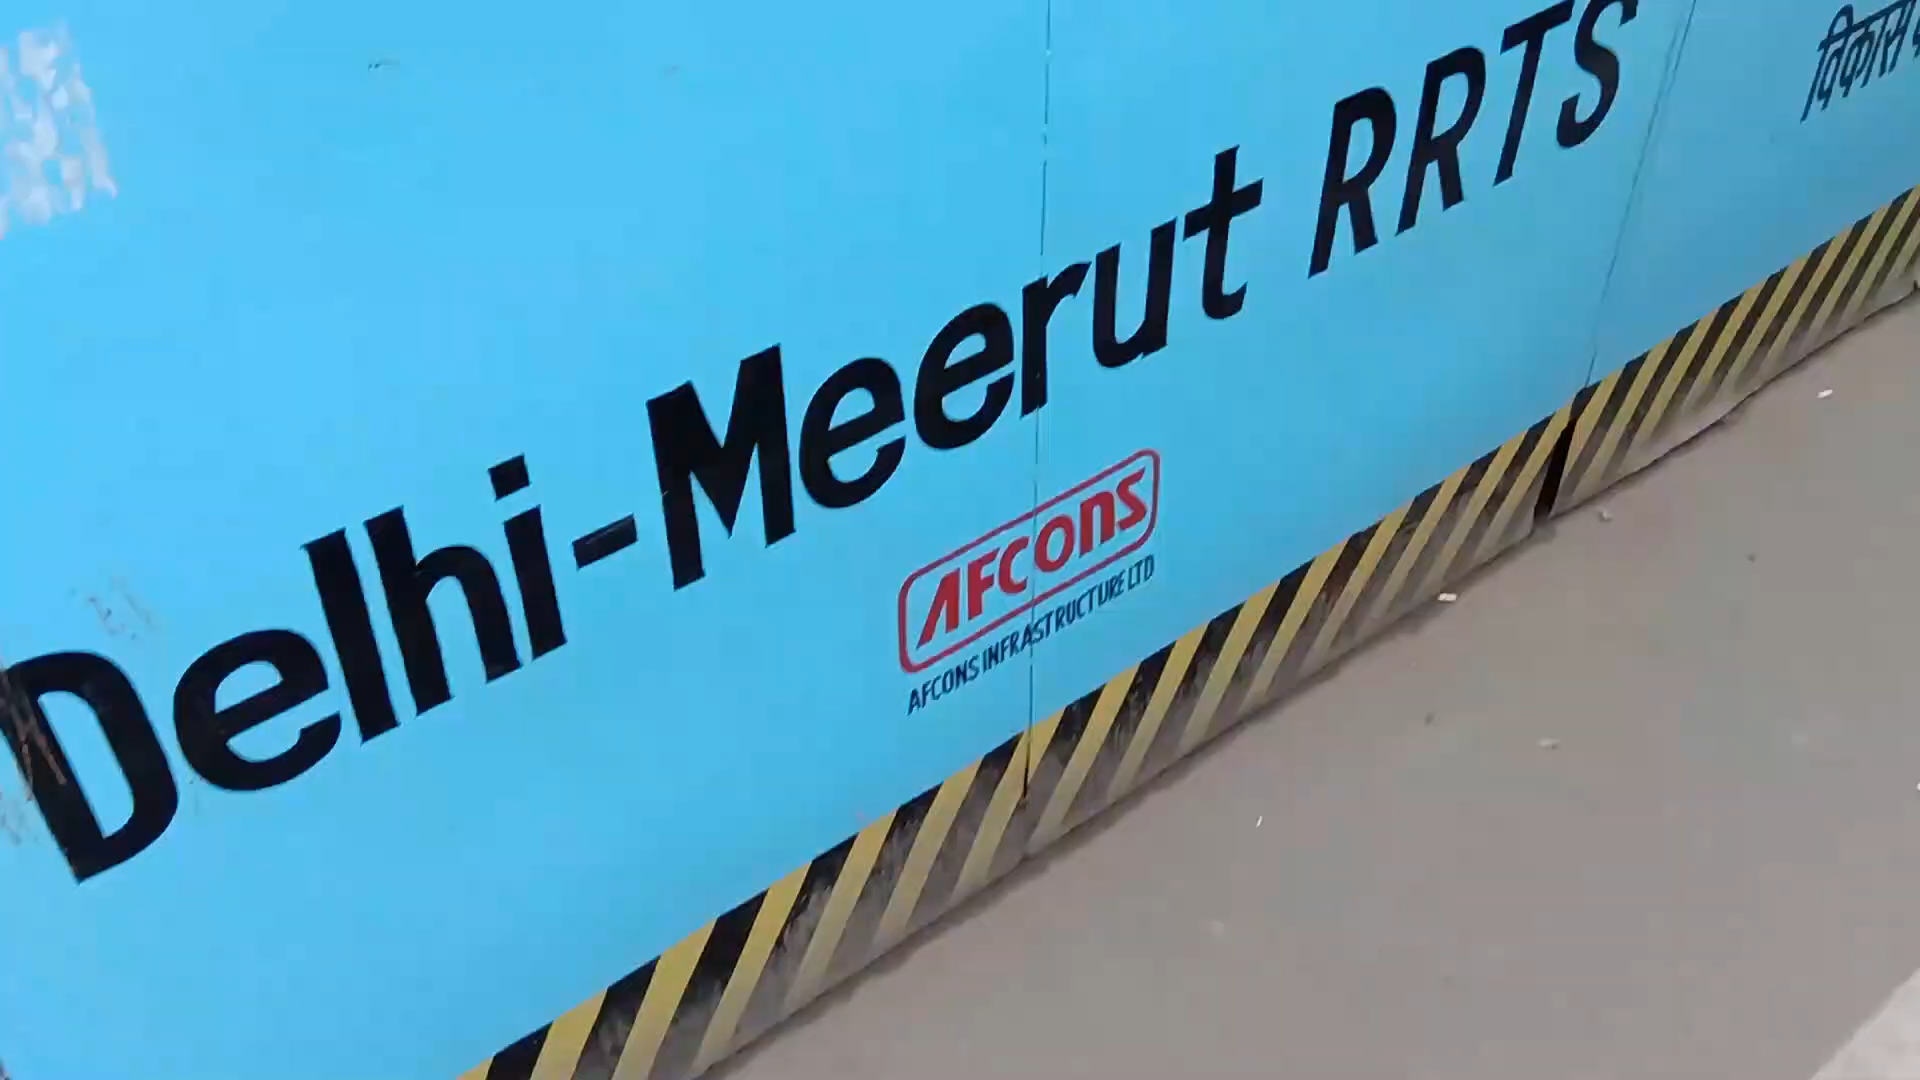 Delhi-Meerut RRTS
AFCONS
AFCONS INFRASTRUCTURE LTD
विकास